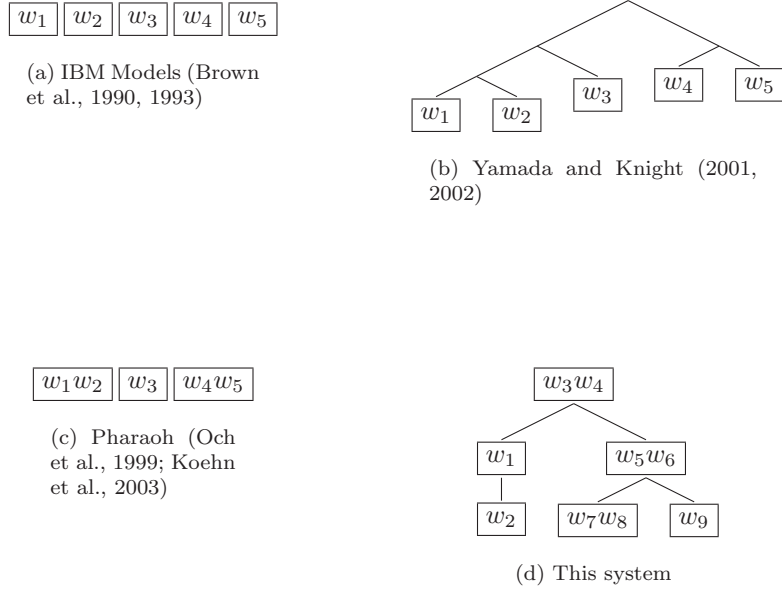 w1 w2 w3 w4 w5
(a) IBM Models (Brown
et al., 1990, 1993)
w1 w2 w3 w4 w5
(b) Yamada and Knight (2001,
2002)
w1w2 w3 w4w5
(c) Pharaoh (Och
et al., 1999; Koehn
et al., 2003)
w3w4
w1 w5w6
w2 w7w8 w9
(d) This system